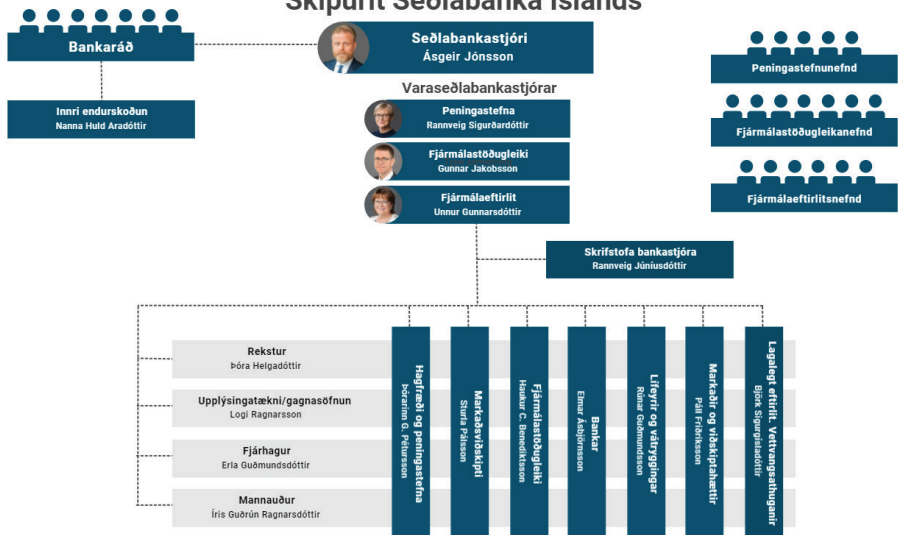 Skipurit Seðlabanka Íslands
Bankaráð
Seðlabankastjóri
Ásgeir Jónsson
Peningastefnunefnd
Innri endurskoðun
Nanna Huld Aradóttir
Varaseðlabankastjórar
Peningastefna
Rannveig Sigurðardóttir
Fjármálastöðugleikanefnd
Fjármálastöðugleiki
Gunnar Jakobsson
Fjármálaeftirlit
Unnur Gunnarsdóttir
Fjármálaeftirlitsnefnd
Skrifstofa bankastjóra
Rannveig Júníusdóttir
Rekstur
Þóra Helgadóttir
Upplýsingatækni/gagnasöfnun
Logi Ragnarsson
Fjárhagur
Erla Guðmundsdóttir
Mannauður
Íris Guðrún Ragnarsdóttir
Hagfræði og peningastefna
Þórarinn G. Pétursson
Markaðsviðskipti
Sturla Pálsson
Fjármálastöðugleiki
Haukur C. Benediktsson
Bankar
Elmar Ásbjörnsson
Lífeyrir og vátryggingar
Rúnar Guðmundsson
Markaðir og viðskiptahættir
Páll Friðriksson
Lagalegt eftirlit. Vettvangsathuganir
Björk Sigurgísladóttir